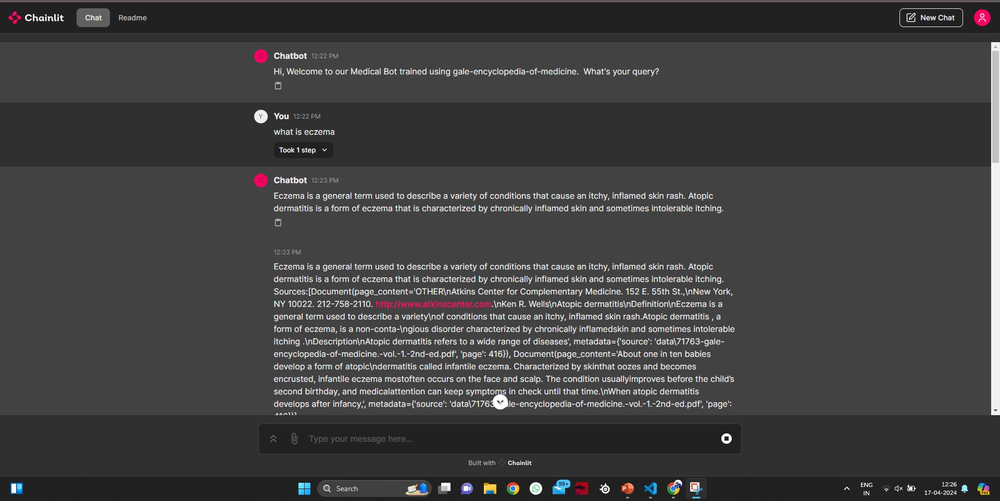 Chainlit
Chat
Readme
New Chat
C
Chatbot 12:22 PM
Hi, Welcome to our Medical Bot trained using gale-encyclopedia-of-medicine.  What's your query?
Y
You 12:22 PM
what is eczema
Took 1 step
C
Chatbot 12:23 PM
Eczema is a general term used to describe a variety of conditions that cause an itchy, inflamed skin rash. Atopic
dermatitis is a form of eczema that is characterized by chronically inflamed skin and sometimes intolerable itching.
12:23 PM
Eczema is a general term used to describe a variety of conditions that cause an itchy, inflamed skin rash. Atopic
dermatitis is a form of eczema that is characterized by chronically inflamed skin and sometimes intolerable itching.
Sources:[Document(page_content='OTHER\nAtkins Center for Complementary Medicine. 152 E. 55th St.,\nNew York,
NY 10022. 212-758-2110. http://www.atkinscenter.com.\nKen R. Wells\nAtopic dermatitis\nDefinition\nEczema is a
general term used to describe a variety\nof conditions that cause an itchy, inflamed skin rash.Atopic dermatitis , a
form of eczema, is a non-conta-\ngious disorder characterized by chronically inflamedskin and sometimes intolerable
itching .\nDescription\nAtopic dermatitis refers to a wide range of diseases', metadata={'source': 'data\71763-gale-
encyclopedia-of-medicine.-vol.-1.-2nd-ed.pdf', 'page': 416}), Document(page_content='About one in ten babies
develop a form of atopic\ndermatitis called infantile eczema. Characterized by skinthat oozes and becomes
encrusted, infantile eczema mostoften occurs on the face and scalp. The condition usuallyimproves before the child’s
second birthday, and medicalattention can keep symptoms in check until that time.\nWhen atopic dermatitis
develops after infancy,', metadata={'source': 'data\71763 ale-encyclopedia-of-medicine.-vol.-1.-2nd-ed.pdf', 'page':
Type your message here...
Built with Chainlit
Search
99+
ENG
IN
12:26
17-04-2024
PRE